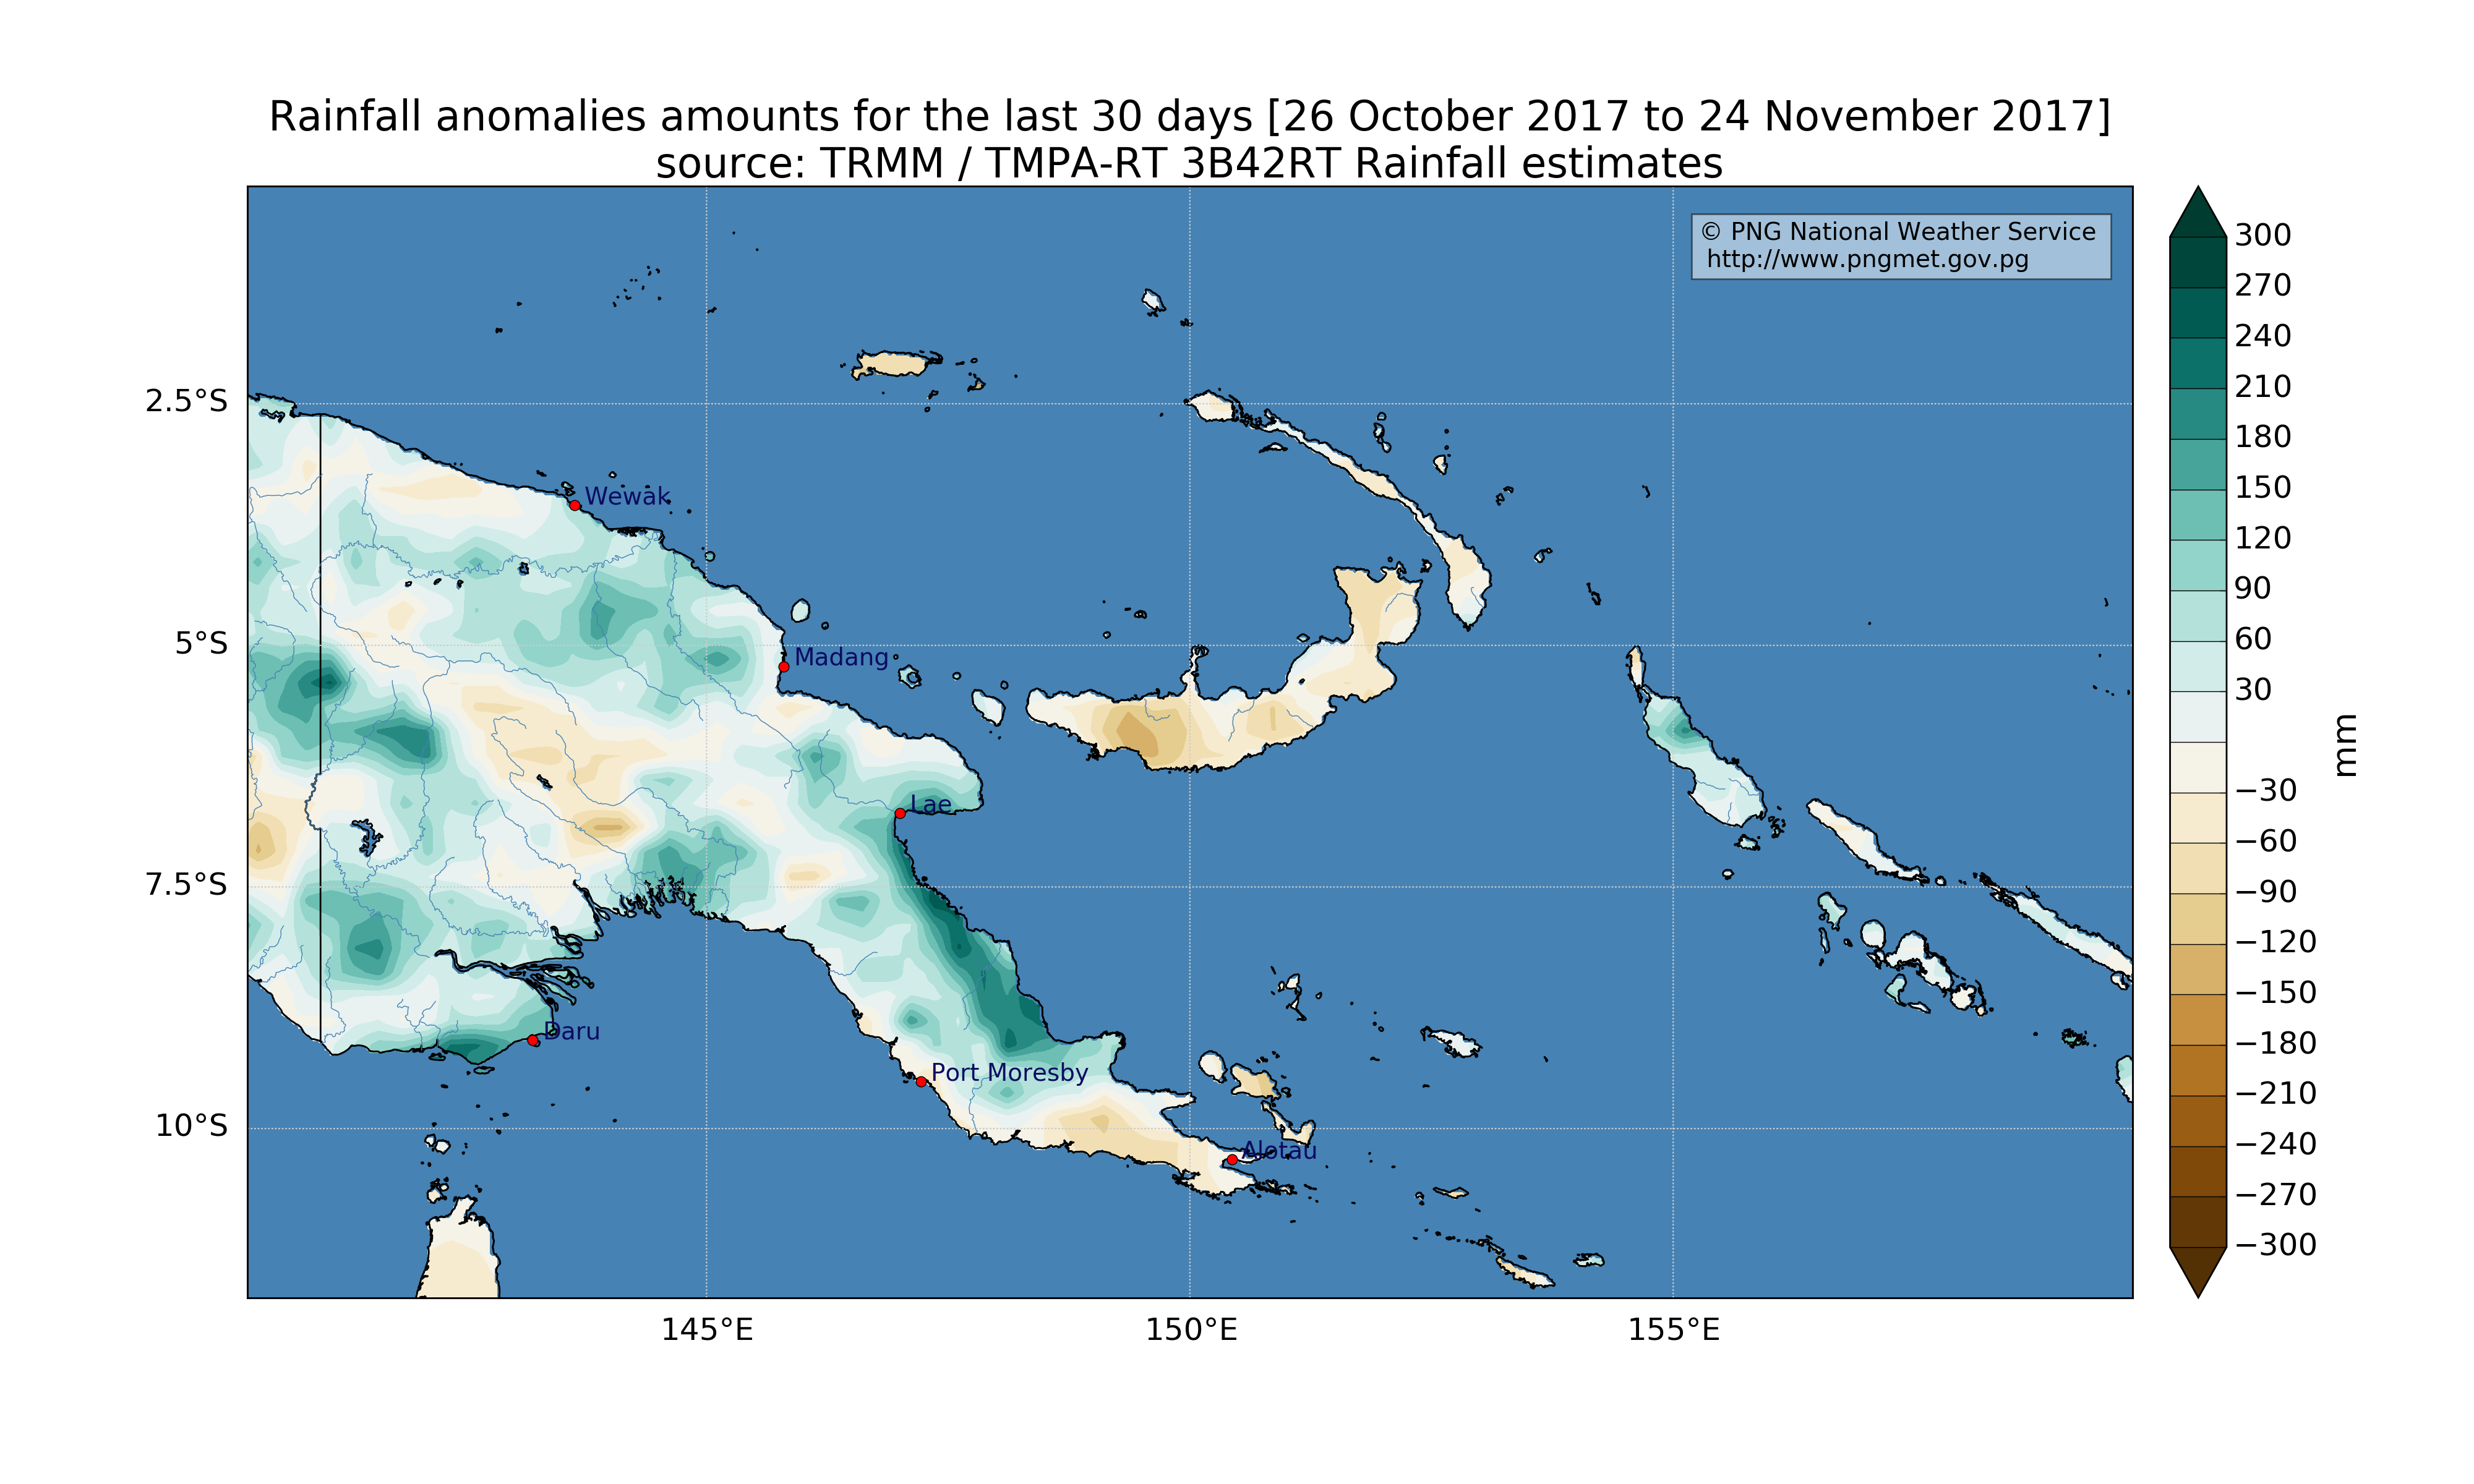 Rainfall anomalies amounts for the last 30 days [26 October 2017 to 24 November 2017]
source: TRMM / TMPA-RT 3B42RT Rainfall estimates
© PNG National Weather Service
http://www.pngmet.gov.pg
2.5°S
5°S
7.5°S
10°S
Wewak
Madang
Lae
Daru
Port Moresby
Alotau
145°E
150°E
155°E
300
270
240
210
180
150
120
90
60
30
−30
−60
−90
−120
−150
−180
−210
−240
−270
−300
mm